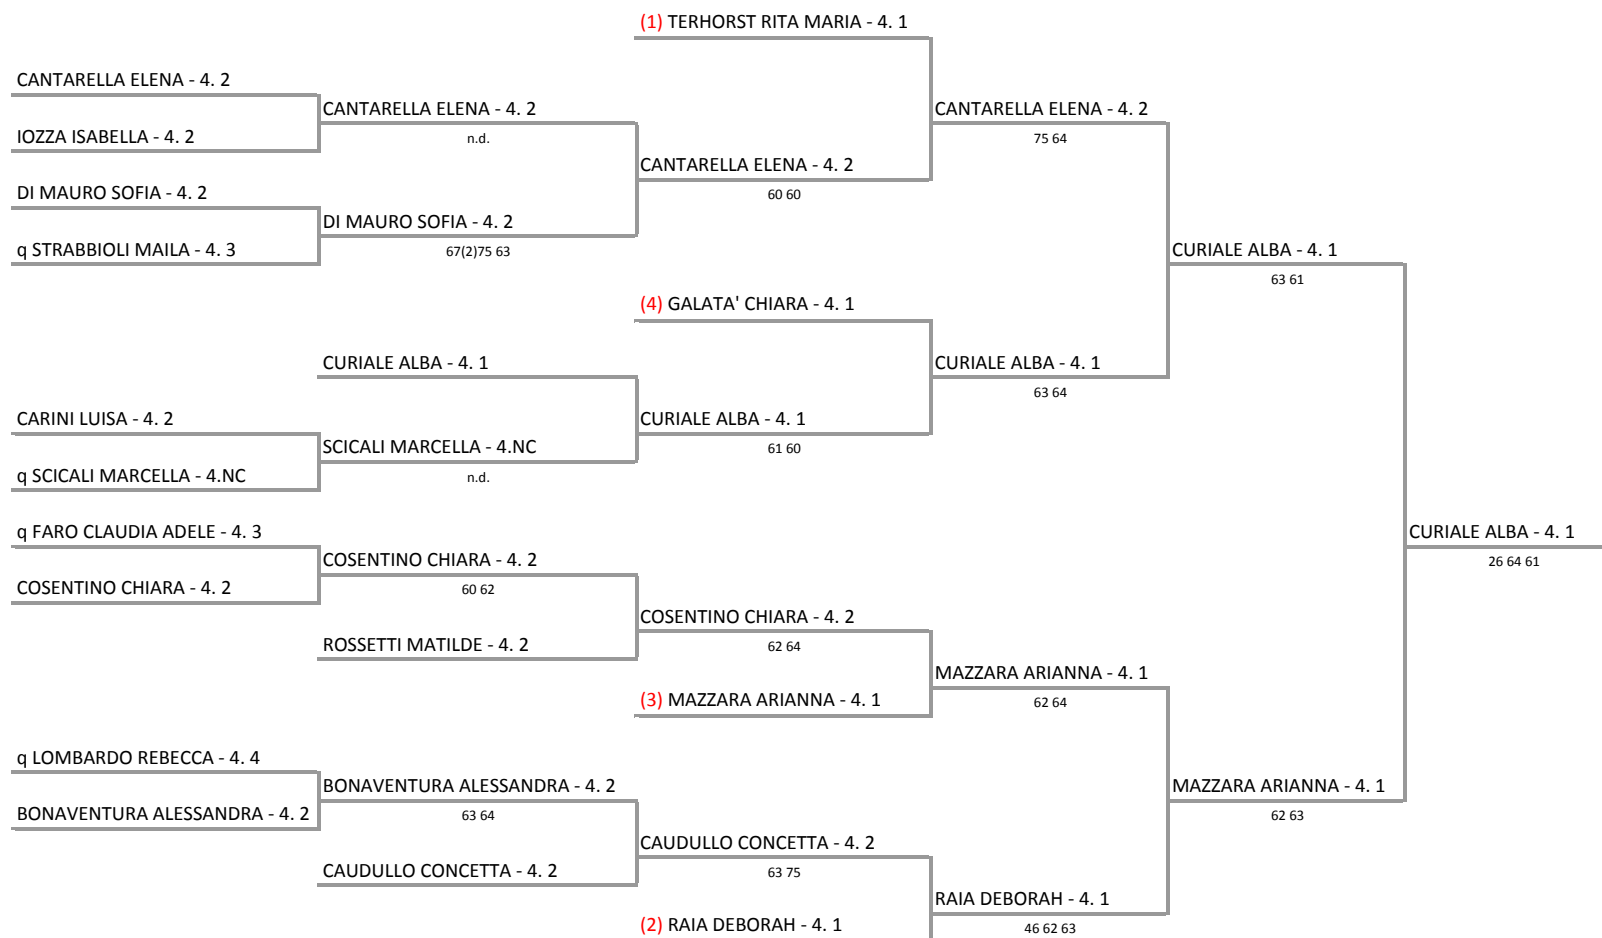 (1) TERHORST RITA MARIA - 4. 1
CANTARELLA ELENA - 4. 2
CANTARELLA ELENA - 4. 2
CANTARELLA ELENA - 4. 2
IOZZA ISABELLA - 4. 2
n.d.
75 64
CANTARELLA ELENA - 4. 2
DI MAURO SOFIA - 4. 2
60 60
DI MAURO SOFIA - 4. 2
q STRABBIOLI MAILA - 4. 3
67(2)75 63
CURIALE ALBA - 4. 1
63 61
(4) GALATA' CHIARA - 4. 1
CURIALE ALBA - 4. 1
CURIALE ALBA - 4. 1
63 64
CARINI LUISA - 4. 2
CURIALE ALBA - 4. 1
SCICALI MARCELLA - 4.NC
61 60
q SCICALI MARCELLA - 4.NC
n.d.
q FARO CLAUDIA ADELE - 4. 3
CURIALE ALBA - 4. 1
COSENTINO CHIARA - 4. 2
26 64 61
COSENTINO CHIARA - 4. 2
60 62
COSENTINO CHIARA - 4. 2
ROSSETTI MATILDE - 4. 2
62 64
MAZZARA ARIANNA - 4. 1
(3) MAZZARA ARIANNA - 4. 1
62 64
q LOMBARDO REBECCA - 4. 4
BONAVENTURA ALESSANDRA - 4. 2
MAZZARA ARIANNA - 4. 1
BONAVENTURA ALESSANDRA - 4. 2
63 64
62 63
CAUDULLO CONCETTA - 4. 2
CAUDULLO CONCETTA - 4. 2
63 75
RAIA DEBORAH - 4. 1
(2) RAIA DEBORAH - 4. 1
46 62 63